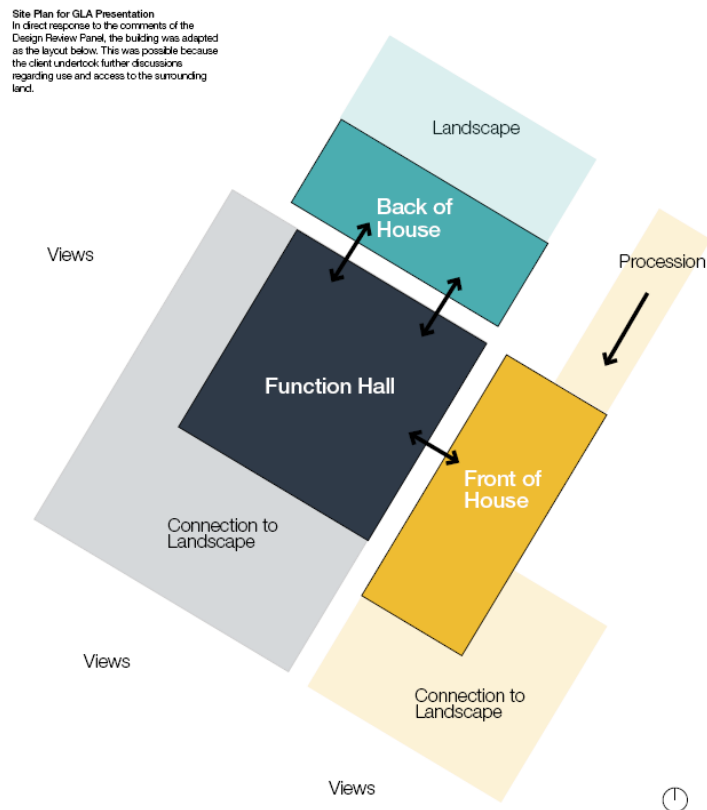 Site Plan for GLA Presentation
In direct response to the comments of the
Design Review Panel, the building was adapted
as the layout below. This was possible because
the client undertook further discussions
regarding use and access to the surrounding
land.
Landscape
Back of
House
Views
Procession
Function Hall
Front of
House
Connection to
Landscape
Views
Connection to
Landscape
Views